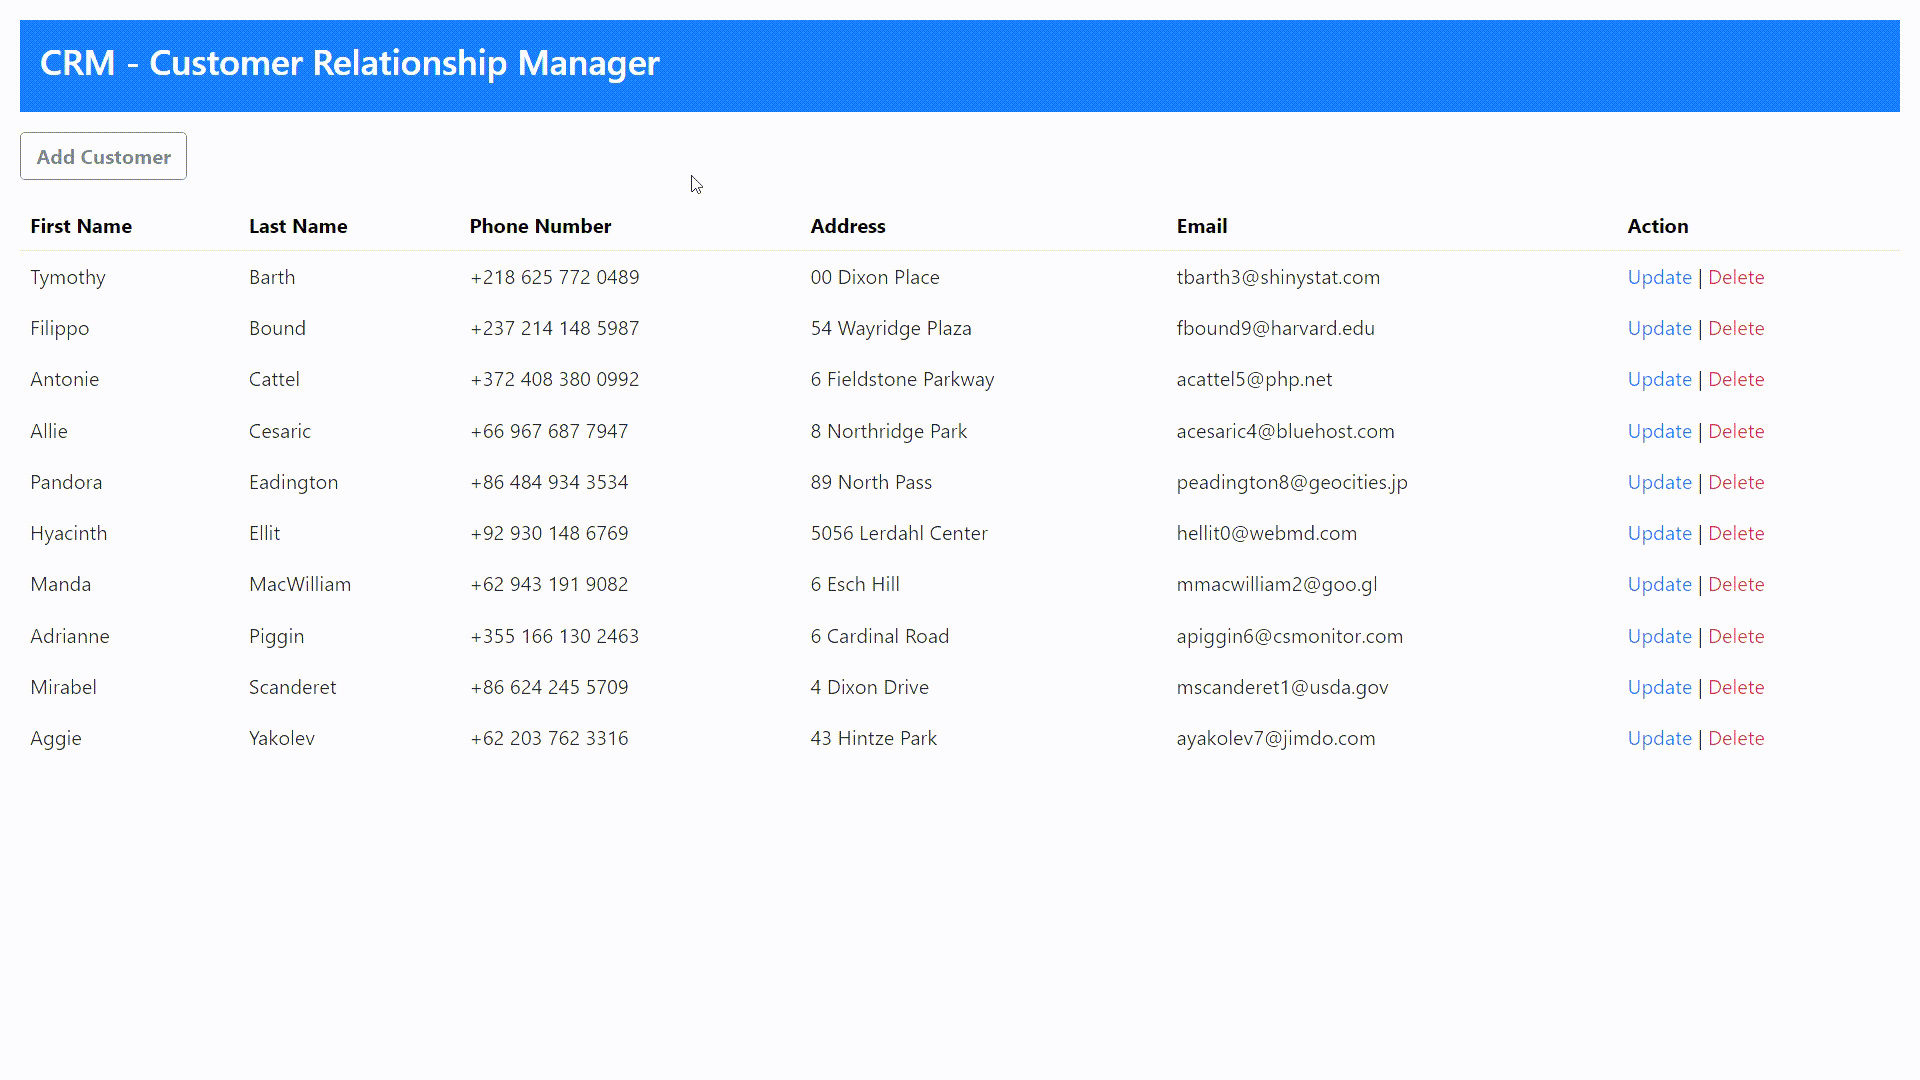 CRM - Customer Relationship Manager
Add Customer
First Name Last Name Phone Number Address Email Action
Tymothy Barth +218 625 772 0489 00 Dixon Place tbarth3@shinystat.com Update | Delete
Filippo Bound +237 214 148 5987 54 Wayridge Plaza fbound9@harvard.edu Update | Delete
Antonie Cattel +372 408 380 0992 6 Fieldstone Parkway acattel5@php.net Update | Delete
Allie Cesaric +66 967 687 7947 8 Northridge Park acesaric4@bluehost.com Update | Delete
Pandora Eadington +86 484 934 3534 89 North Pass peadington8@geocities.jp Update | Delete
Hyacinth Ellit +92 930 148 6769 5056 Lerdahl Center hellit0@webmd.com Update | Delete
Manda MacWilliam +62 943 191 9082 6 Esch Hill mmacwilliam2@goo.gl Update | Delete
Adrianne Piggin +355 166 130 2463 6 Cardinal Road apiggin6@csmonitor.com Update | Delete
Mirabel Scanderet +86 624 245 5709 4 Dixon Drive mscanderet1@usda.gov Update | Delete
Aggie Yakolev +62 203 762 3316 43 Hintze Park ayakolev7@jimdo.com Update | Delete